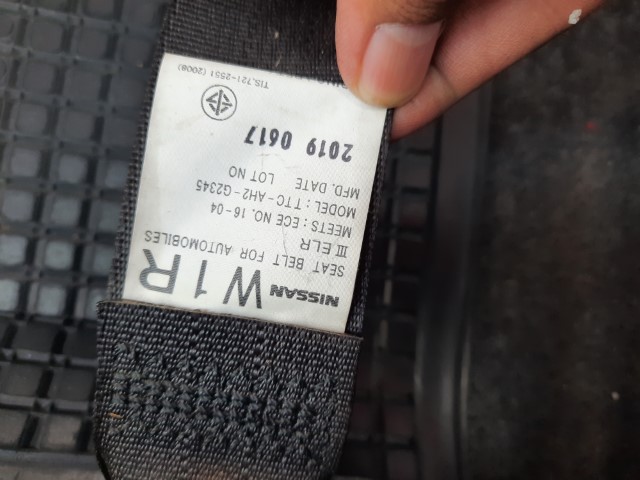 NISSAN W1R
SEAT BELT FOR AUTOMOBILES
III ELR
MEETS : ECE NO. 16-04
MODEL : TTC-AH2-G2345
MFD. DATE LOT NO
2019 0617
TIS.721-2551 (2008)